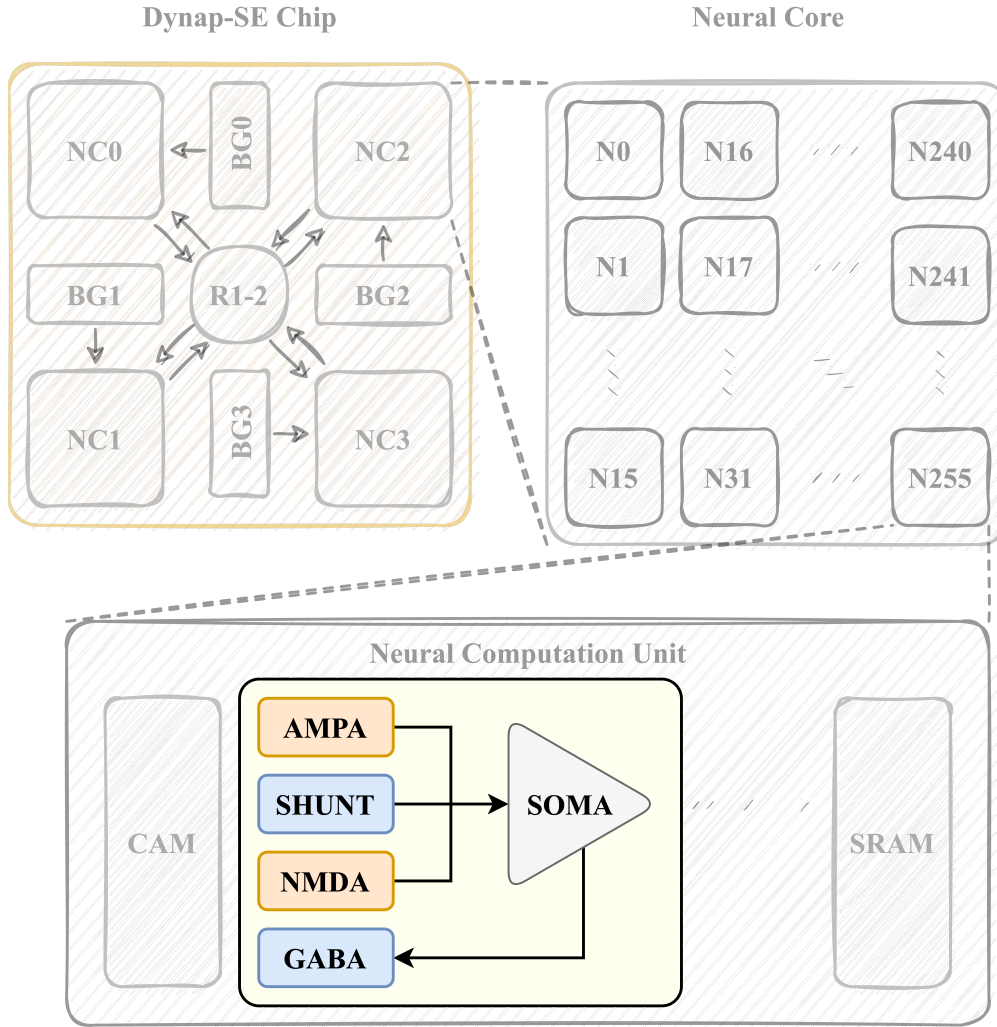 Dynap-SE Chip
NC0
BG0
NC2
BG1
R1-2
BG2
NC1
BG3
NC3
Neural Core
N0
N16
N240
N1
N17
N241
N15
N31
N255
Neural Computation Unit
CAM
AMPA
SHUNT
NMDA
GABA
SOMA
SRAM